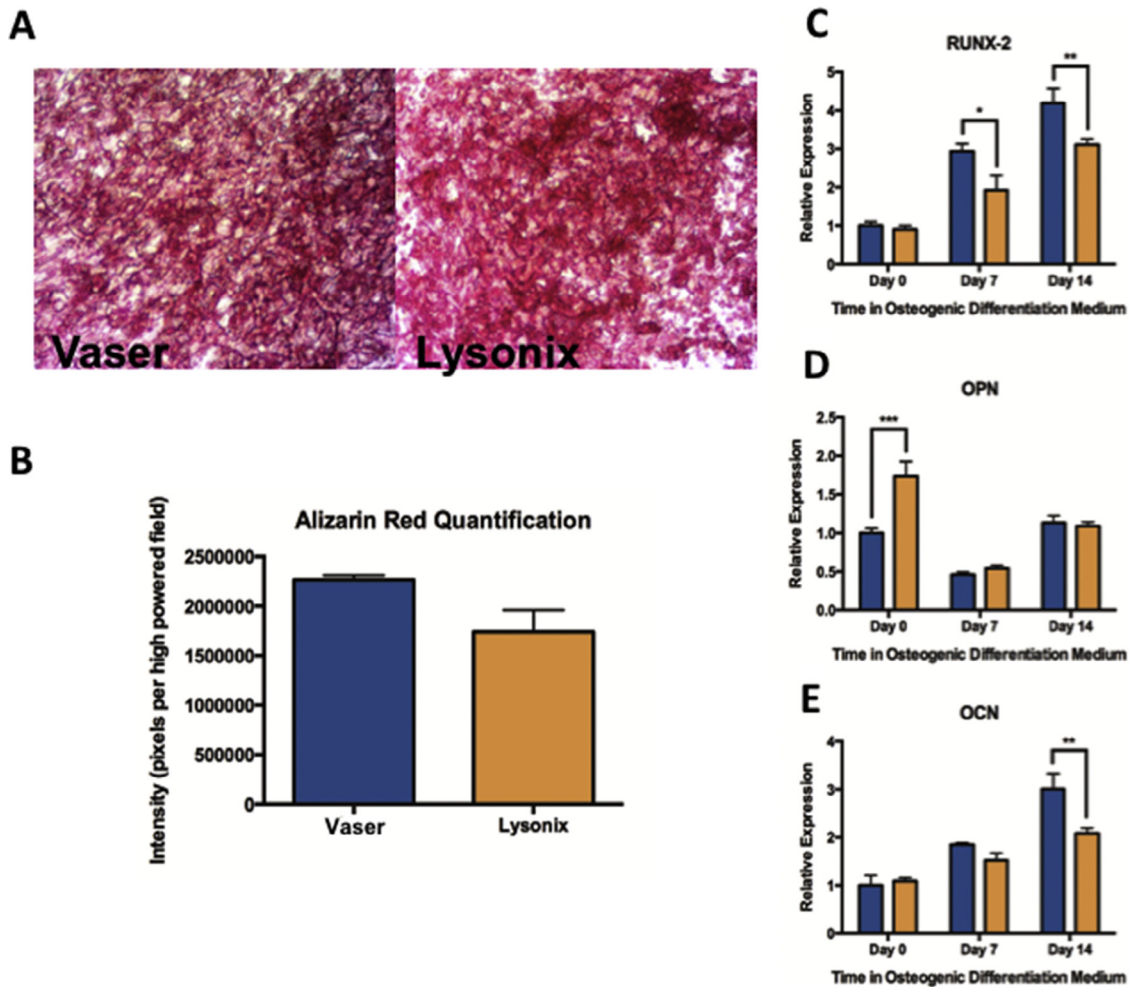 A
Vaser
Lysonix
B
Alizarin Red Quantification
Intensity (pixels per high powered field)
2500000
2000000
1500000
1000000
500000
0
Vaser
Lysonix
C
RUNX-2
Relative Expression
5
4
3
2
1
0
*
**
Day 0
Day 7
Day 14
Time in Osteogenic Differentiation Medium
D
OPN
Relative Expression
2.5
2.0
1.5
1.0
0.5
0.0
***
Day 0
Day 7
Day 14
Time in Osteogenic Differentiation Medium
E
OCN
Relative Expression
4
3
2
1
0
**
Day 0
Day 7
Day 14
Time in Osteogenic Differentiation Medium